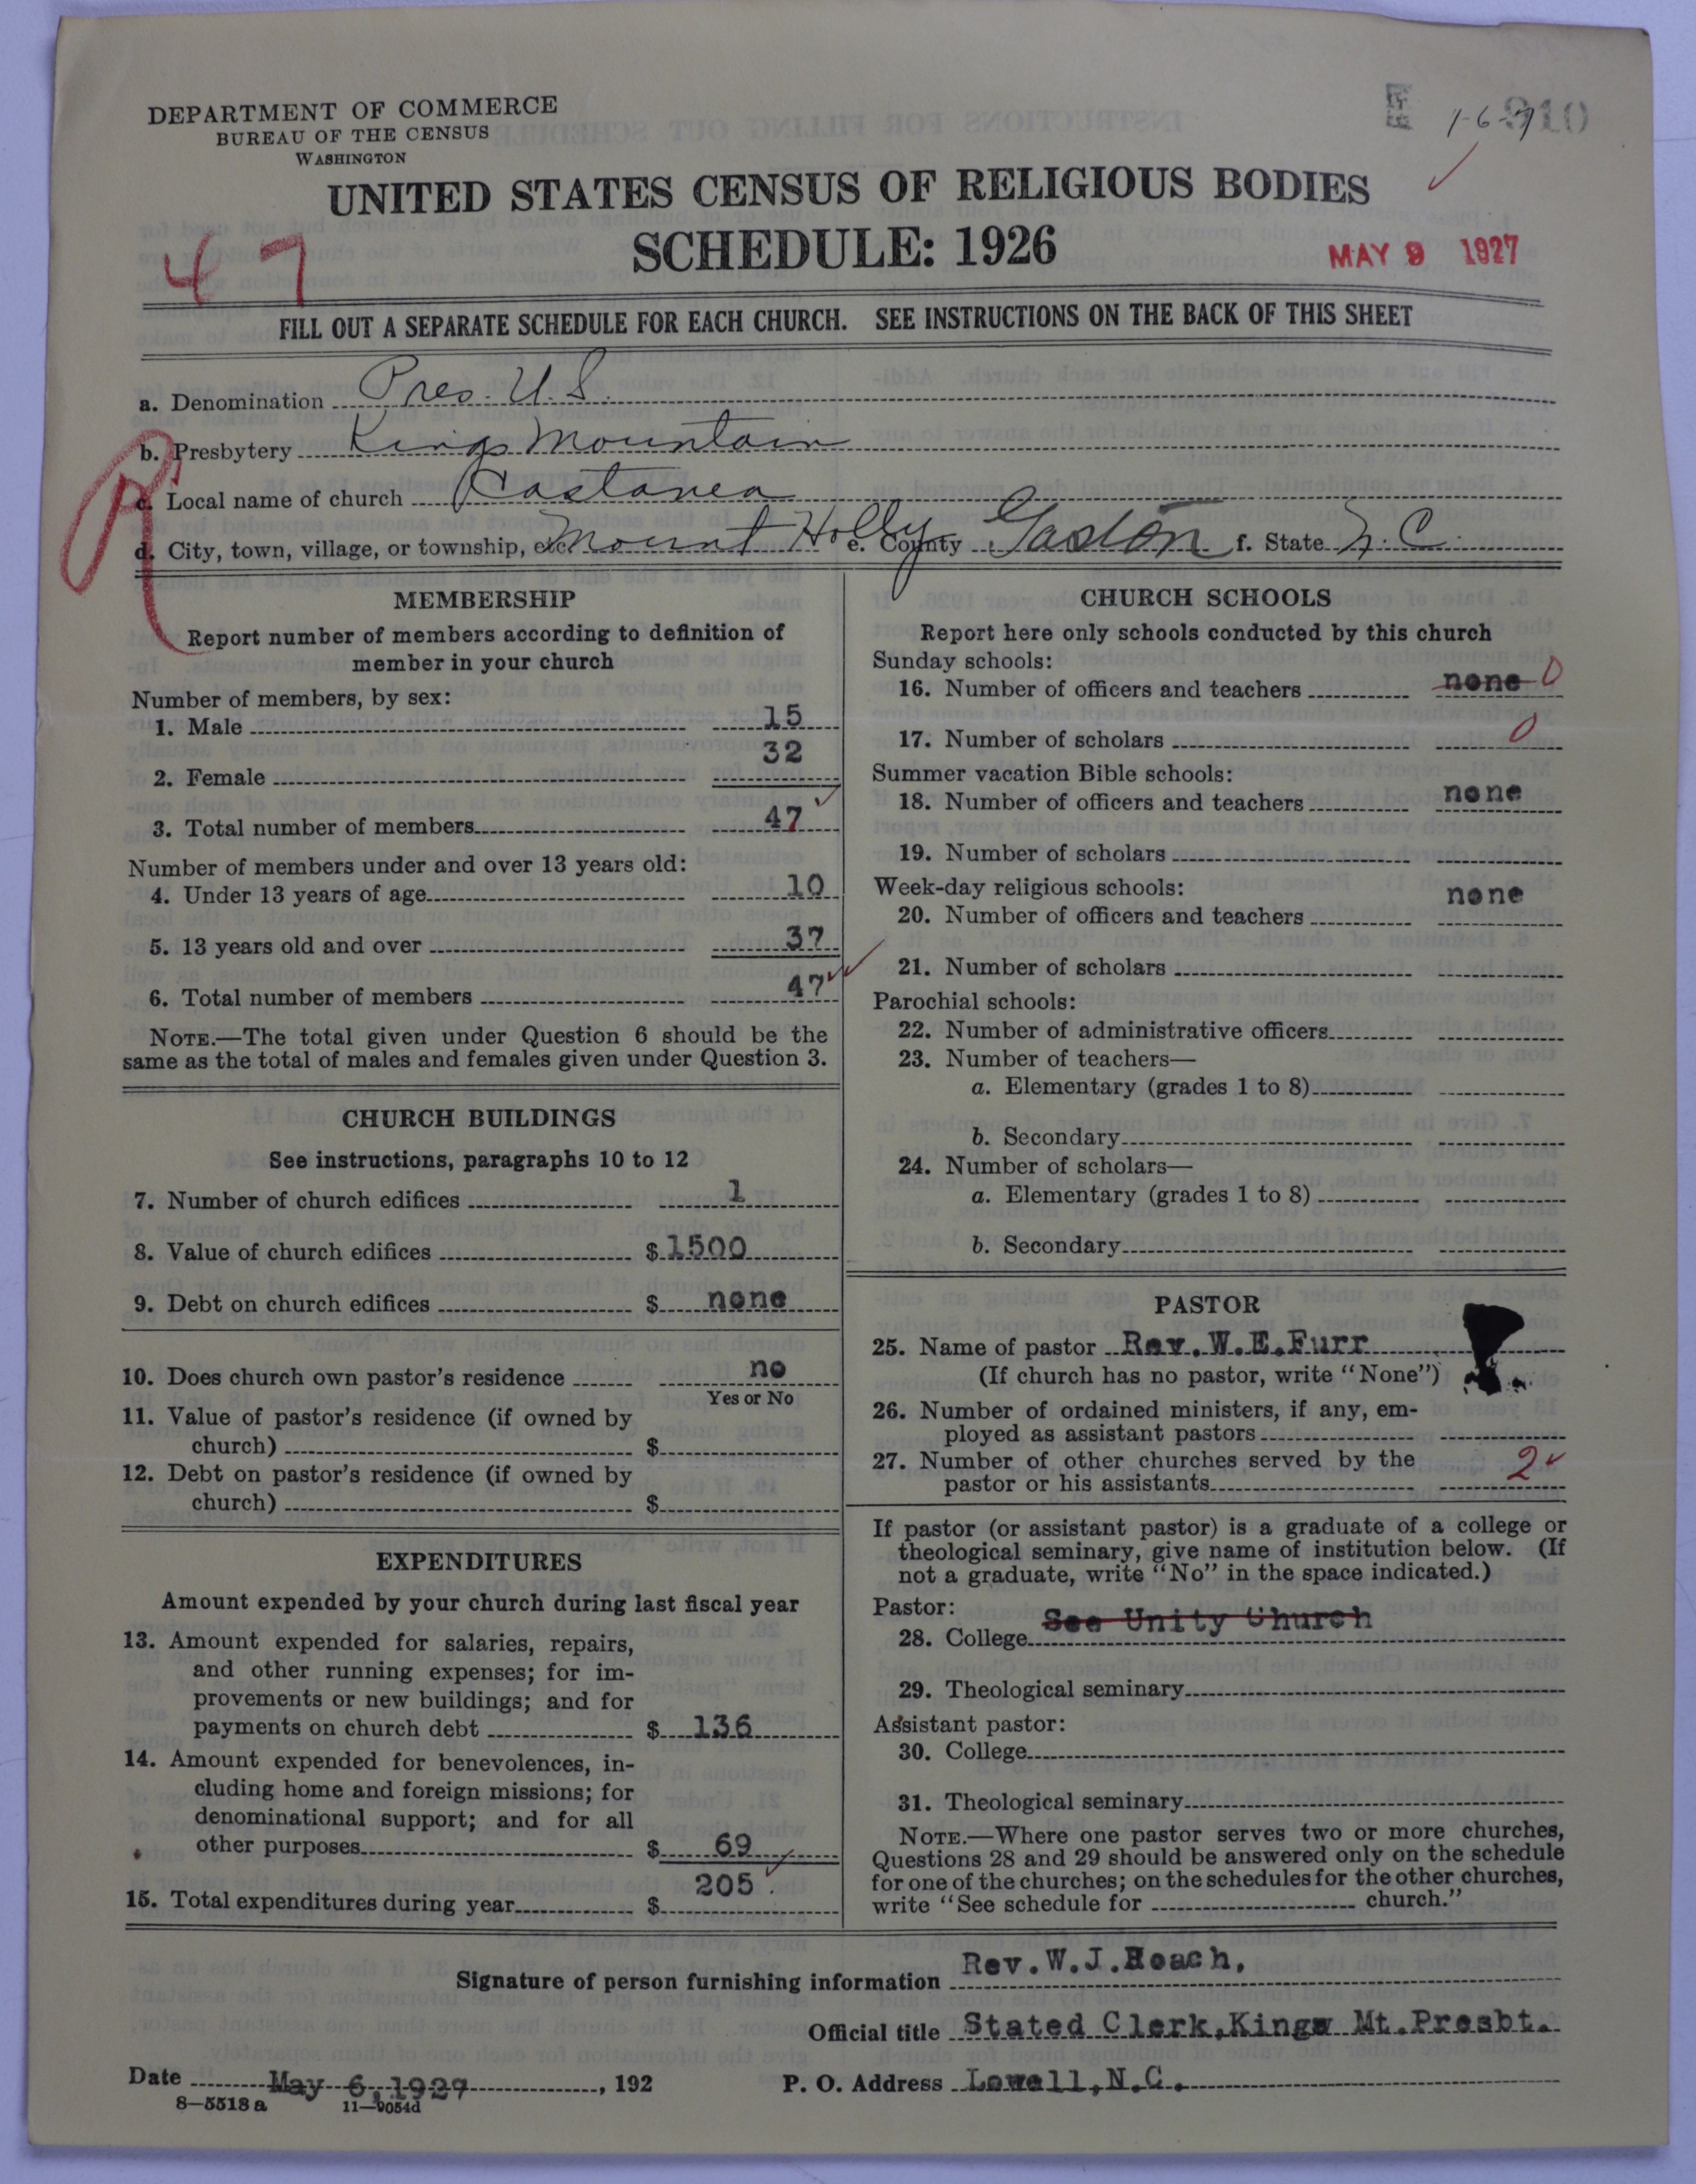 DEPARTMENT OF COMMERCE
BUREAU OF THE CENSUS
WASHINGTON
1-6-9
UNITED STATES CENSUS OF RELIGIOUS BODIES
SCHEDULE: 1926
47
MAY 9 1927
FILL OUT A SEPARATE SCHEDULE FOR EACH CHURCH. SEE INSTRUCTIONS ON THE BACK OF THIS SHEET
a. Denomination Pres. U.S.
b. Presbytery Kings Mountain
c. Local name of church Castanea
d. City, town, village, or township, etc Mount Holly e. County Gaston f. State N.C.
MEMBERSHIP
Report number of members according to definition of
member in your church
Number of members, by sex:
1. Male 15
2. Female 32
3. Total number of members 47
Number of members under and over 13 years old:
4. Under 13 years of age 10
5. 13 years old and over 37
6. Total number of members 47
NOTE.—The total given under Question 6 should be the
same as the total of males and females given under Question 3.
CHURCH BUILDINGS
See instructions, paragraphs 10 to 12
7. Number of church edifices 1
8. Value of church edifices $ 1500
9. Debt on church edifices $ none
10. Does church own pastor's residence no
Yes or No
11. Value of pastor's residence (if owned by
church) $
12. Debt on pastor's residence (if owned by
church) $
EXPENDITURES
Amount expended by your church during last fiscal year
13. Amount expended for salaries, repairs,
and other running expenses; for im-
provements or new buildings; and for
payments on church debt $ 136
14. Amount expended for benevolences, in-
cluding home and foreign missions; for
denominational support; and for all
other purposes $ 69
15. Total expenditures during year $ 205
CHURCH SCHOOLS
Report here only schools conducted by this church
Sunday schools:
16. Number of officers and teachers none 0
17. Number of scholars 0
Summer vacation Bible schools:
18. Number of officers and teachers none
19. Number of scholars
Week-day religious schools:
20. Number of officers and teachers none
21. Number of scholars
Parochial schools:
22. Number of administrative officers
23. Number of teachers—
a. Elementary (grades 1 to 8)
b. Secondary
24. Number of scholars—
a. Elementary (grades 1 to 8)
b. Secondary
PASTOR
25. Name of pastor Rev. W.E.Furr
(If church has no pastor, write "None")
26. Number of ordained ministers, if any, em-
ployed as assistant pastors
27. Number of other churches served by the
pastor or his assistants 2
If pastor (or assistant pastor) is a graduate of a college or
theological seminary, give name of institution below. (If
not a graduate, write "No" in the space indicated.)
Pastor:
28. College See Unity Church
29. Theological seminary
Assistant pastor:
30. College
31. Theological seminary
NOTE.—Where one pastor serves two or more churches,
Questions 28 and 29 should be answered only on the schedule
for one of the churches; on the schedules for the other churches,
write "See schedule for church."
Signature of person furnishing information Rev.W.J.Roach,
Official title Stated Clerk,Kings Mt.Presbt.
Date May 6,1927, 192
P. O. Address Lowell,N.C.
8—5518 a 11—9054d